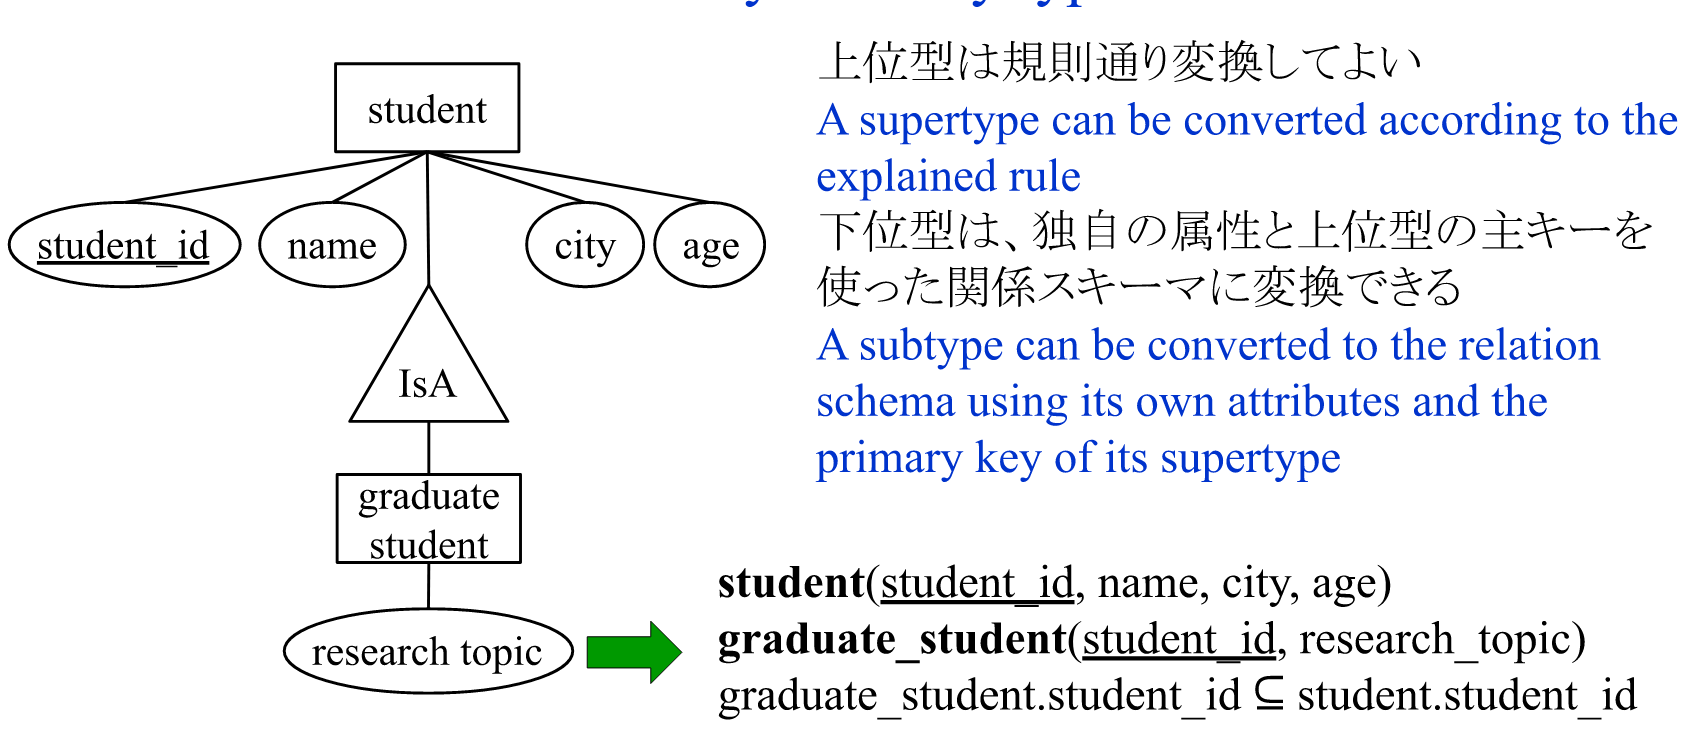 student
student_id
name
city
age
IsA
graduate
student
research topic
上位型は規則通り変換してよい
A supertype can be converted according to the
explained rule
下位型は、独自の属性と上位型の主キーを
使った関係スキーマに変換できる
A subtype can be converted to the relation
schema using its own attributes and the
primary key of its supertype
student(student_id, name, city, age)
graduate_student(student_id, research_topic)
graduate_student.student_id ⊆ student.student_id